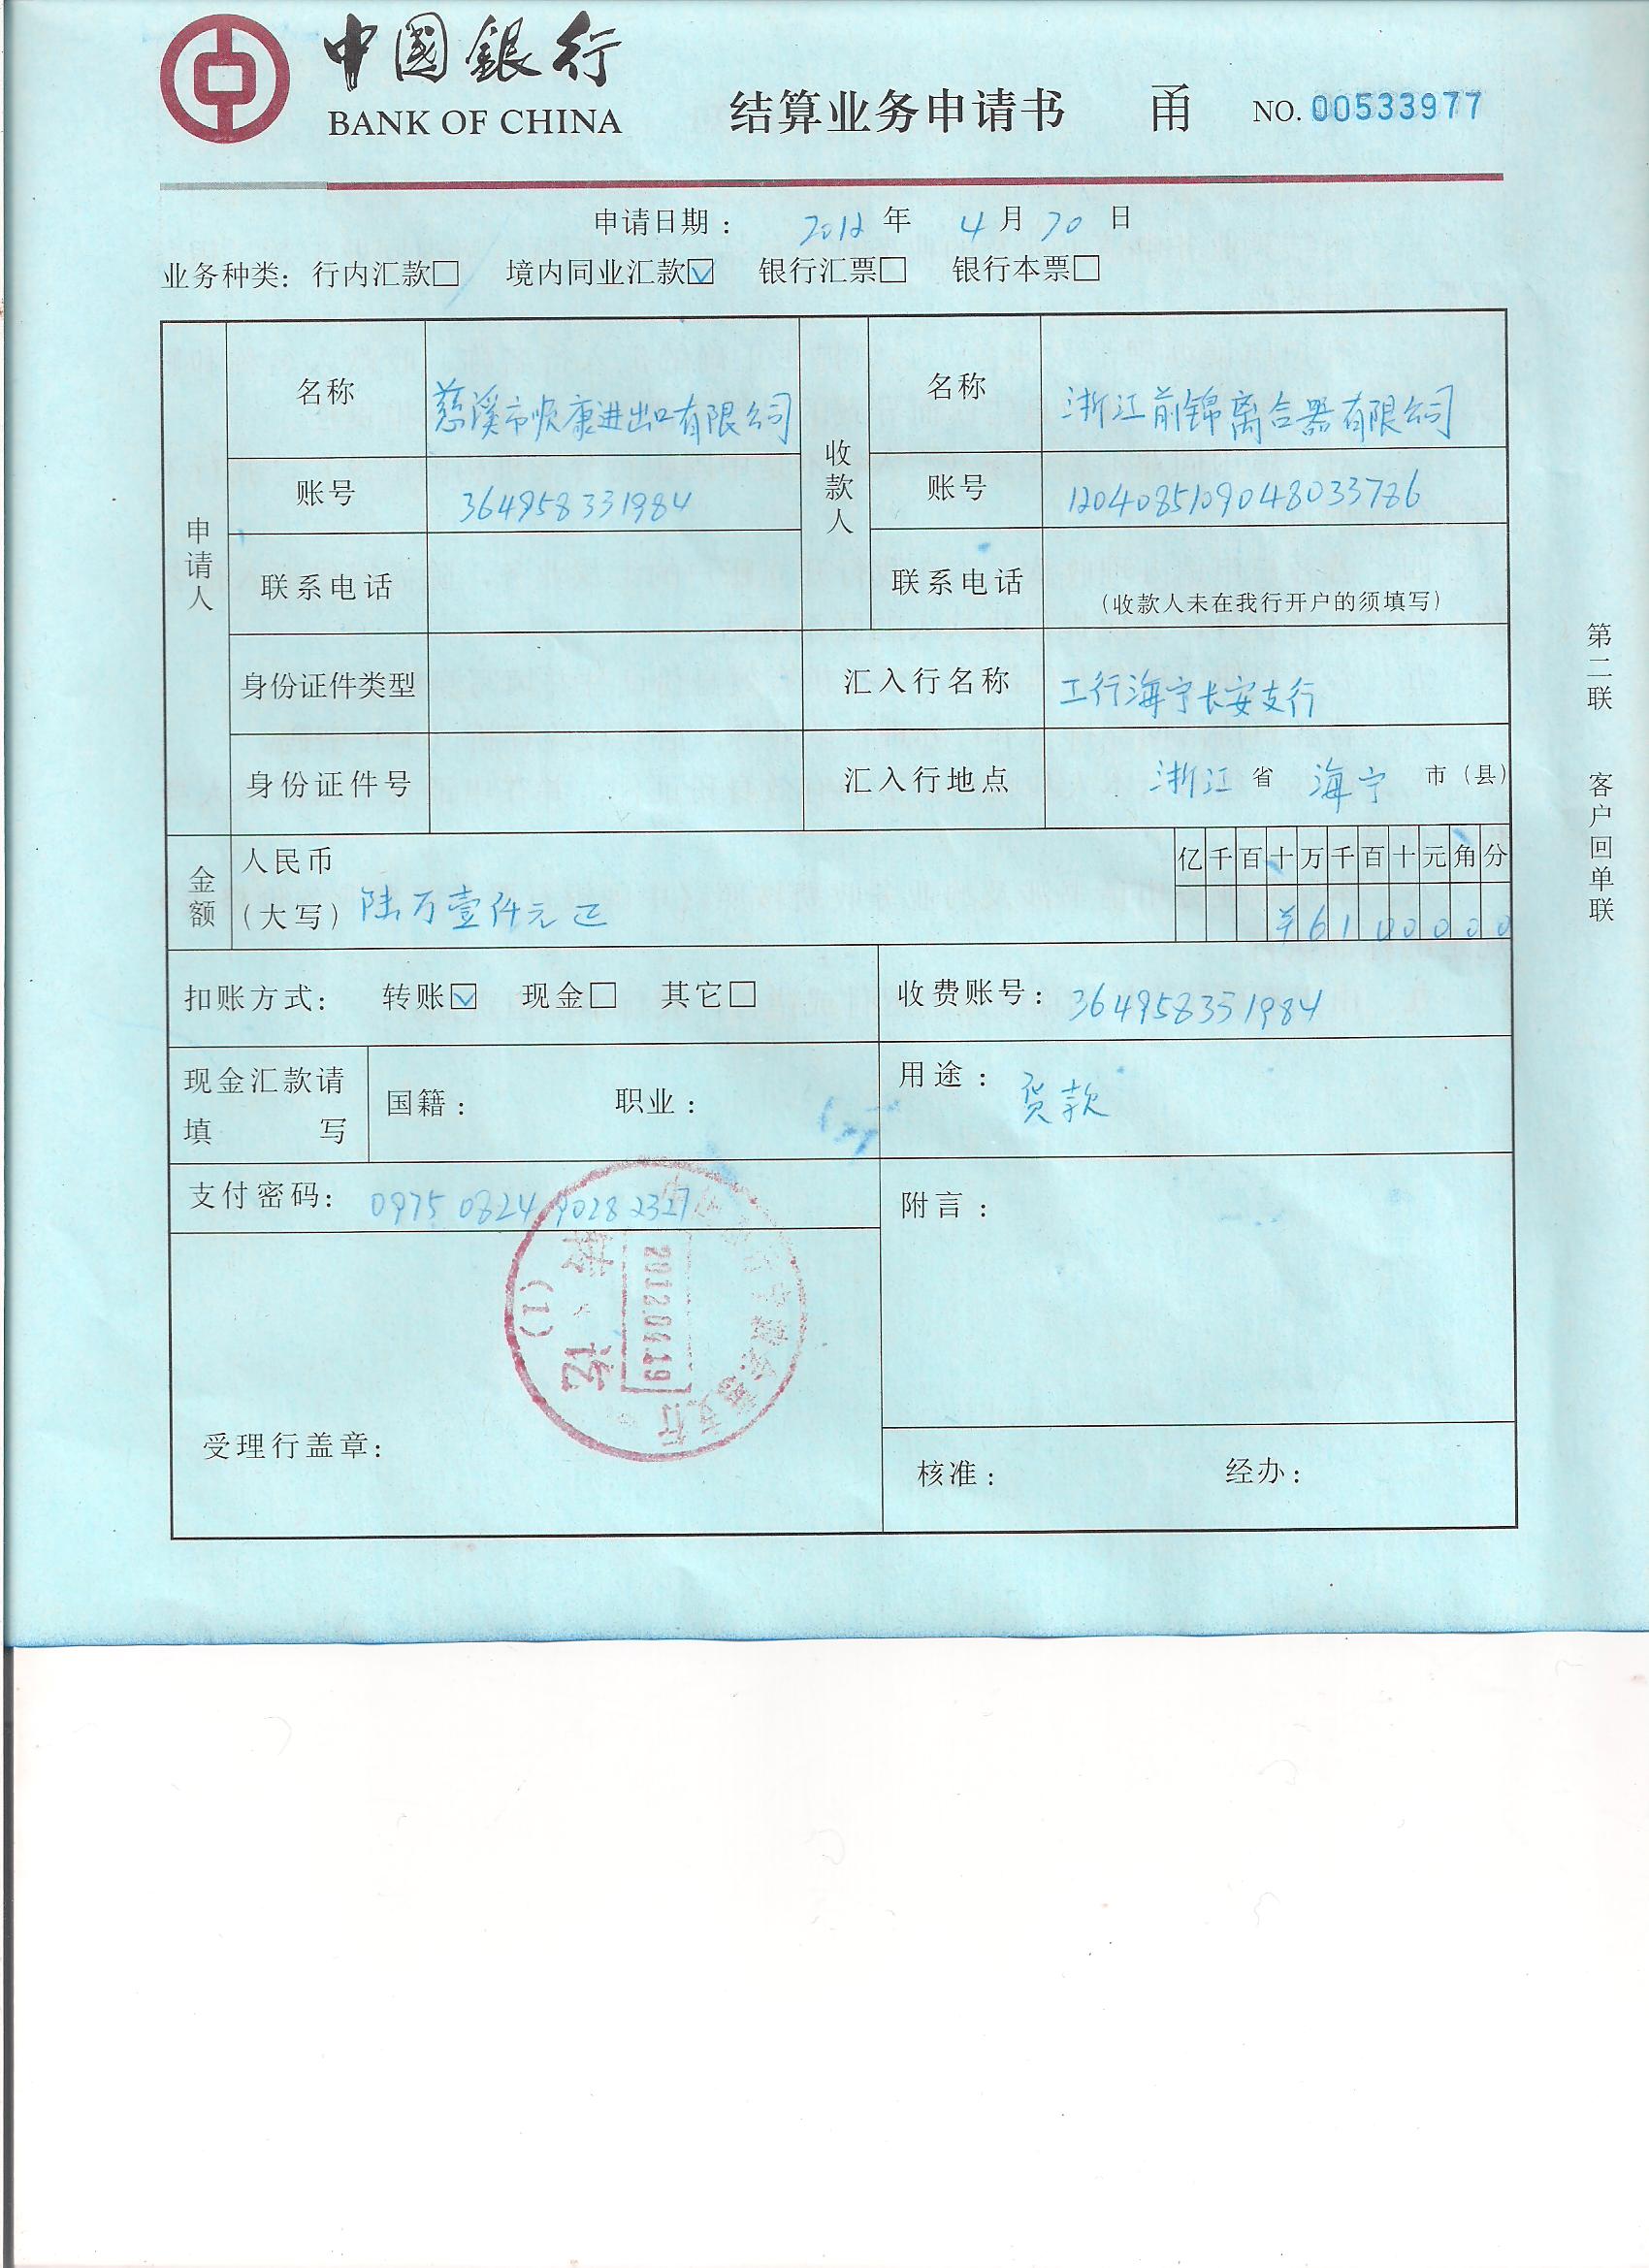 中國銀行
BANK OF CHINA
结算业务申请书 甬 NO. 00533977
申请日期: 2012 年 4 月 20 日
业务种类: 行内汇款□ 境内同业汇款☑ 银行汇票□ 银行本票□
申请人
名称 慈溪市顺康进出口有限公司
账号 364958331984
联系电话
身份证件类型
身份证件号
收款人
名称 浙江前锦离合器有限公司
账号 1204085109048033786
联系电话 (收款人未在我行开户的须填写)
汇入行名称 工行海宁长安支行
汇入行地点 浙江 省 海宁 市(县)
金额
人民币
(大写) 陆万壹仟元正
亿千百十万千百十元角分
¥6100000
扣账方式: 转账☑ 现金□ 其它□
收费账号: 364958331984
现金汇款请
填 写
国籍: 职业:
用途: 货款
支付密码: 0975 0824 9028 2327
附言:
2012.04.19
转讫
(1)
支行
受理行盖章:
核准: 经办:
第二联 客户回单联